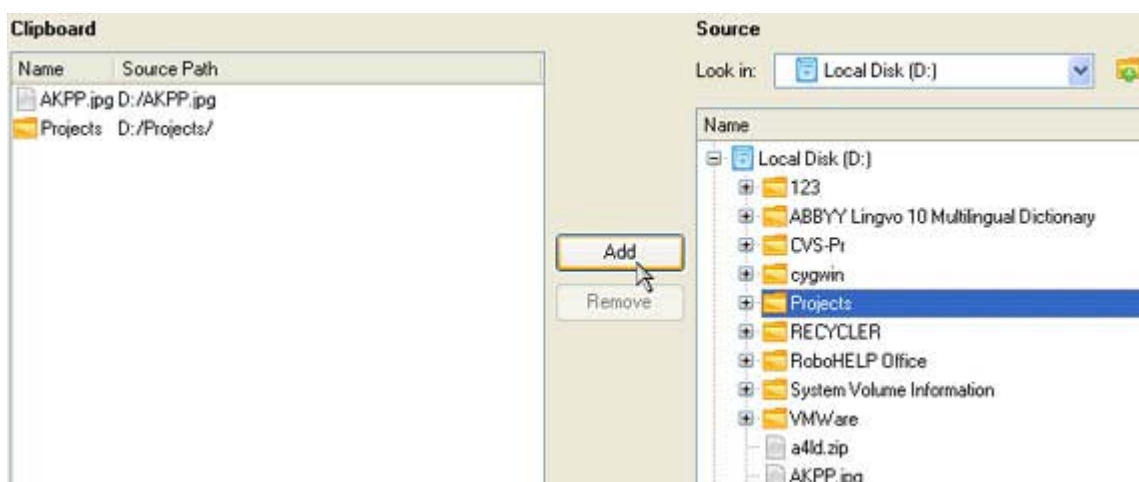 Clipboard
Name Source Path
AKPP.jpg D:/AKPP.jpg
Projects D:/Projects/
Add
Remove
Source
Look in: Local Disk (D:)
Name
Local Disk (D:)
123
ABBYY Lingvo 10 Multilingual Dictionary
CVS-Pr
cygwin
Projects
RECYCLER
RoboHELP Office
System Volume Information
VMWare
a4ld.zip
AKPP.jpg